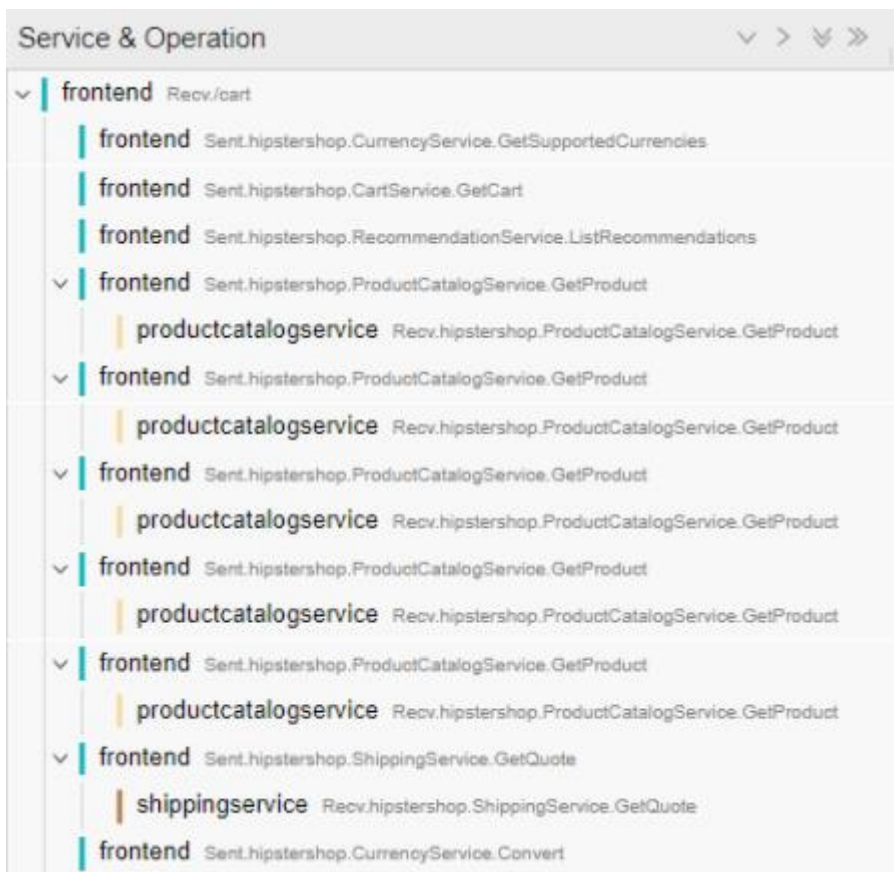 Service & Operation
frontend Recv./cart
frontend Sent.hipstershop.CurrencyService.GetSupportedCurrencies
frontend Sent.hipstershop.CartService.GetCart
frontend Sent.hipstershop.RecommendationService.ListRecommendations
frontend Sent.hipstershop.ProductCatalogService.GetProduct
productcatalogservice Recv.hipstershop.ProductCatalogService.GetProduct
frontend Sent.hipstershop.ProductCatalogService.GetProduct
productcatalogservice Recv.hipstershop.ProductCatalogService.GetProduct
frontend Sent.hipstershop.ProductCatalogService.GetProduct
productcatalogservice Recv.hipstershop.ProductCatalogService.GetProduct
frontend Sent.hipstershop.ProductCatalogService.GetProduct
productcatalogservice Recv.hipstershop.ProductCatalogService.GetProduct
frontend Sent.hipstershop.ProductCatalogService.GetProduct
productcatalogservice Recv.hipstershop.ProductCatalogService.GetProduct
frontend Sent.hipstershop.ShippingService.GetQuote
shippingservice Recv.hipstershop.ShippingService.GetQuote
frontend Sent.hipstershop.CurrencyService.Convert